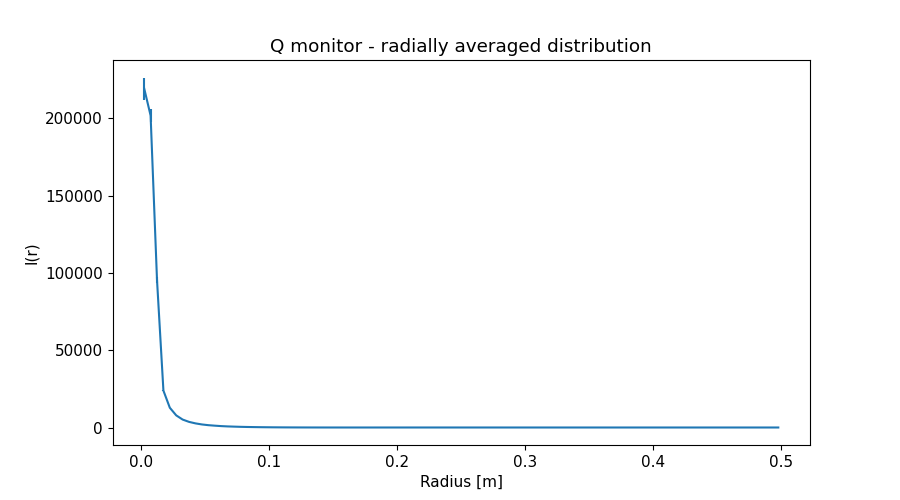 Q monitor - radially averaged distribution
200000
150000
100000
50000
0
I(r)
0.0 0.1 0.2 0.3 0.4 0.5
Radius [m]